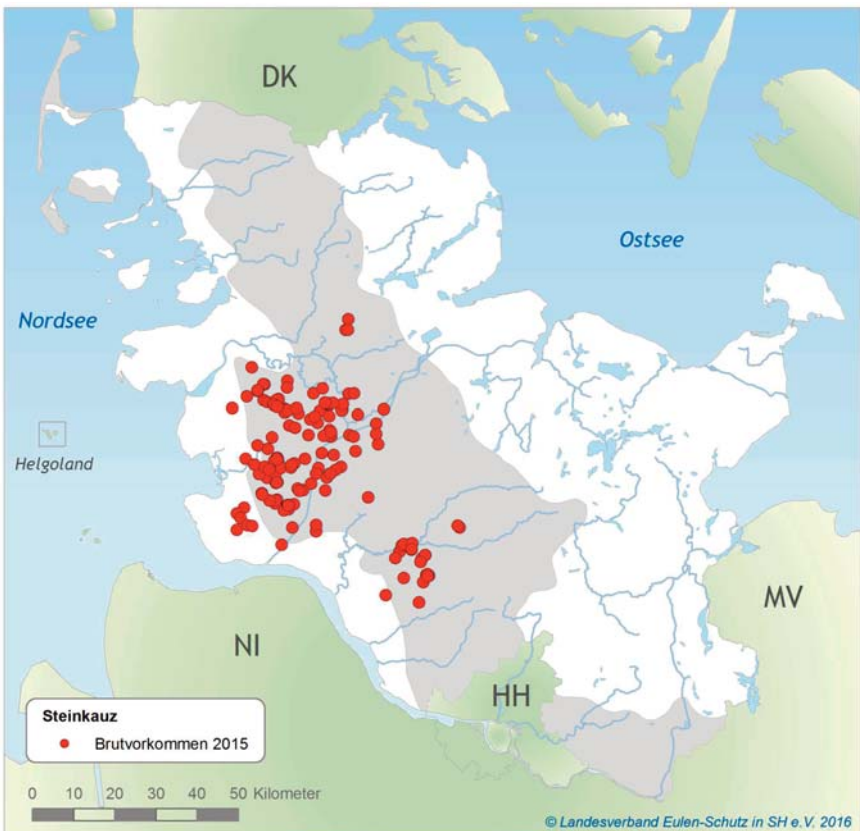 DK
Ostsee
Nordsee
Helgoland
MV
NI
HH
Steinkauz
Brutvorkommen 2015
0 10 20 30 40 50 Kilometer
© Landesverband Eulen-Schutz in SH e.V. 2016